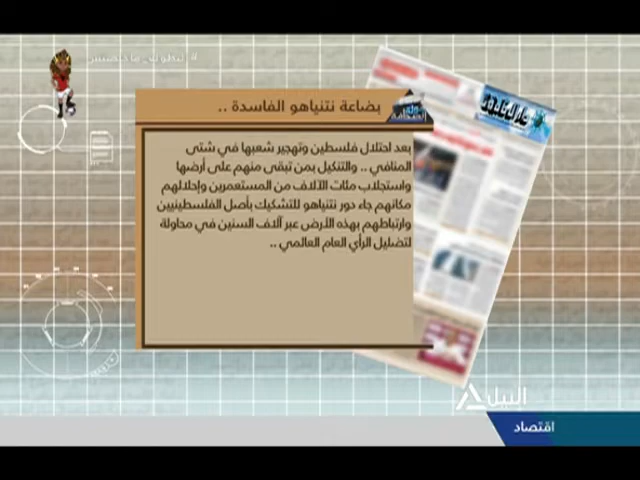 بضاعة نتنياهو الفاسدة ..
بعد احتلال فلسطين وتهجير شعبها في شتى
المنافي .. والتنكيل بمن تبقى منهم على أرضها
واستجلاب مئات الآلاف من المستعمرين وإحلالهم
مكانهم جاء دور نتنياهو للتشكيك بأصل الفلسطينيين
وارتباطهم بهذه الأرض عبر آلاف السنين في محاولة
لتضليل الرأي العام العالمي ..
النيل
اقتصاد